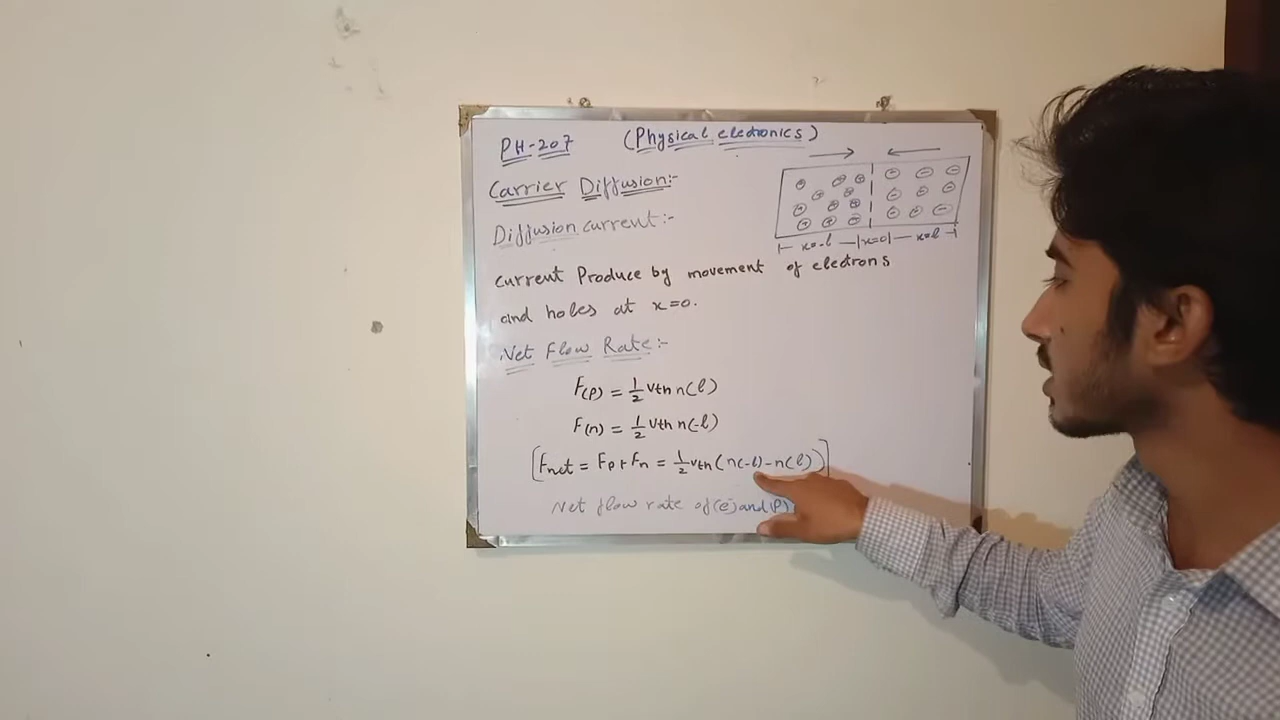 PH-207 (Physical electronics)
Carrier Diffusion:-
Diffusion current:-
x=-l x=0 x=l
current Produce by movement of electrons
and holes at x=0.
Net Flow Rate:-
F(P) = 1/2 vth n(l)
F(n) = 1/2 vth n(-l)
[Fnet = Fp + Fn = 1/2 vth (n(-l) - n(l))]
Net flow rate of (e⁻) and (P)